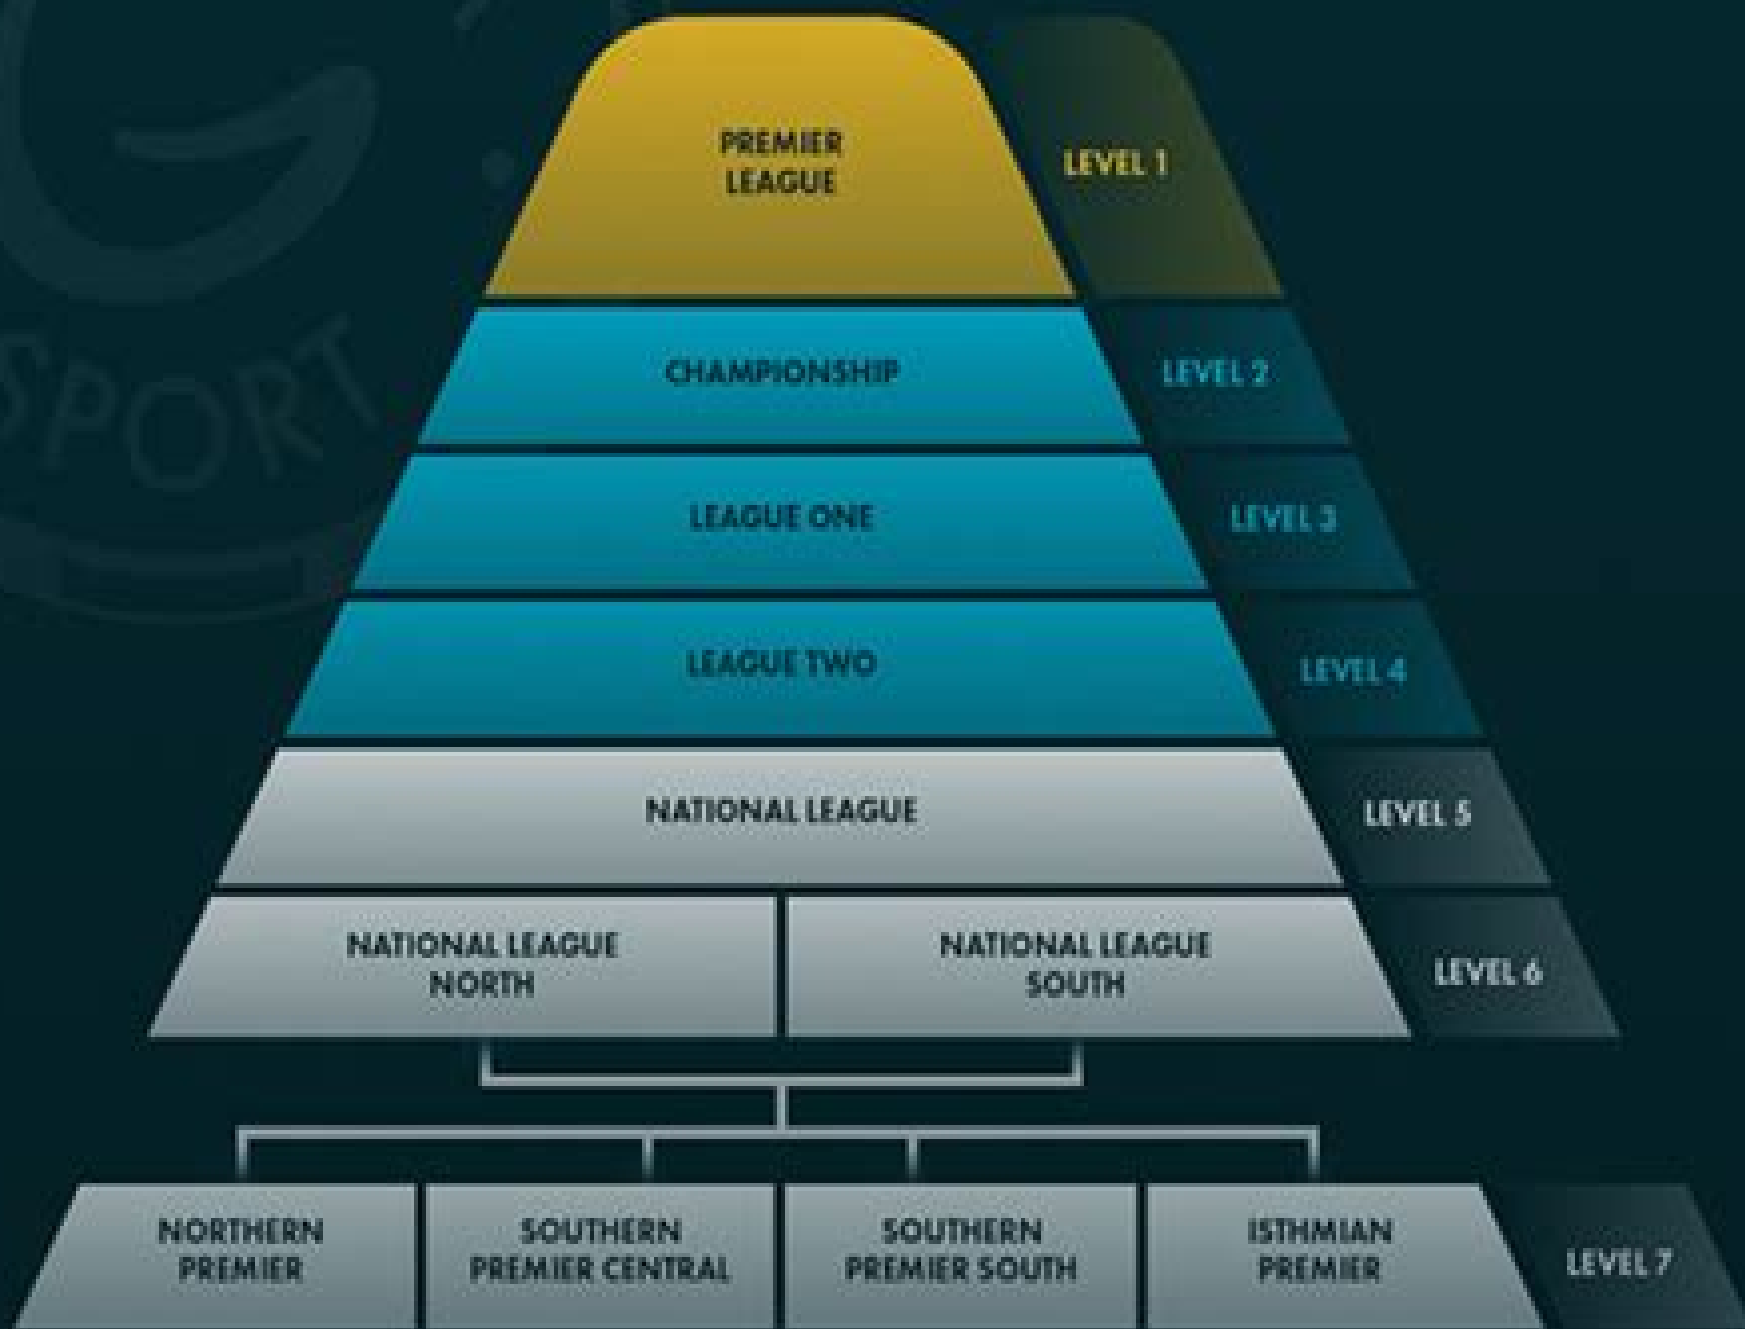 PREMIER
LEAGUE
LEVEL 1
CHAMPIONSHIP
LEVEL 2
LEAGUE ONE
LEVEL 3
LEAGUE TWO
LEVEL 4
NATIONAL LEAGUE
LEVEL 5
NATIONAL LEAGUE
NORTH
NATIONAL LEAGUE
SOUTH
LEVEL 6
NORTHERN
PREMIER
SOUTHERN
PREMIER CENTRAL
SOUTHERN
PREMIER SOUTH
ISTHMIAN
PREMIER
LEVEL 7
SPORT